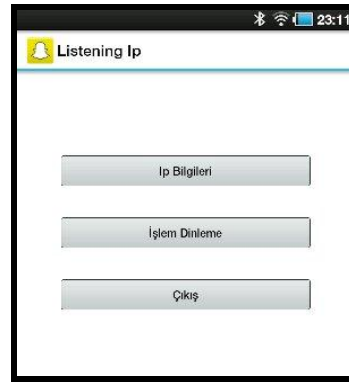 23:11
Listening Ip
Ip Bilgileri
İşlem Dinleme
Çıkış